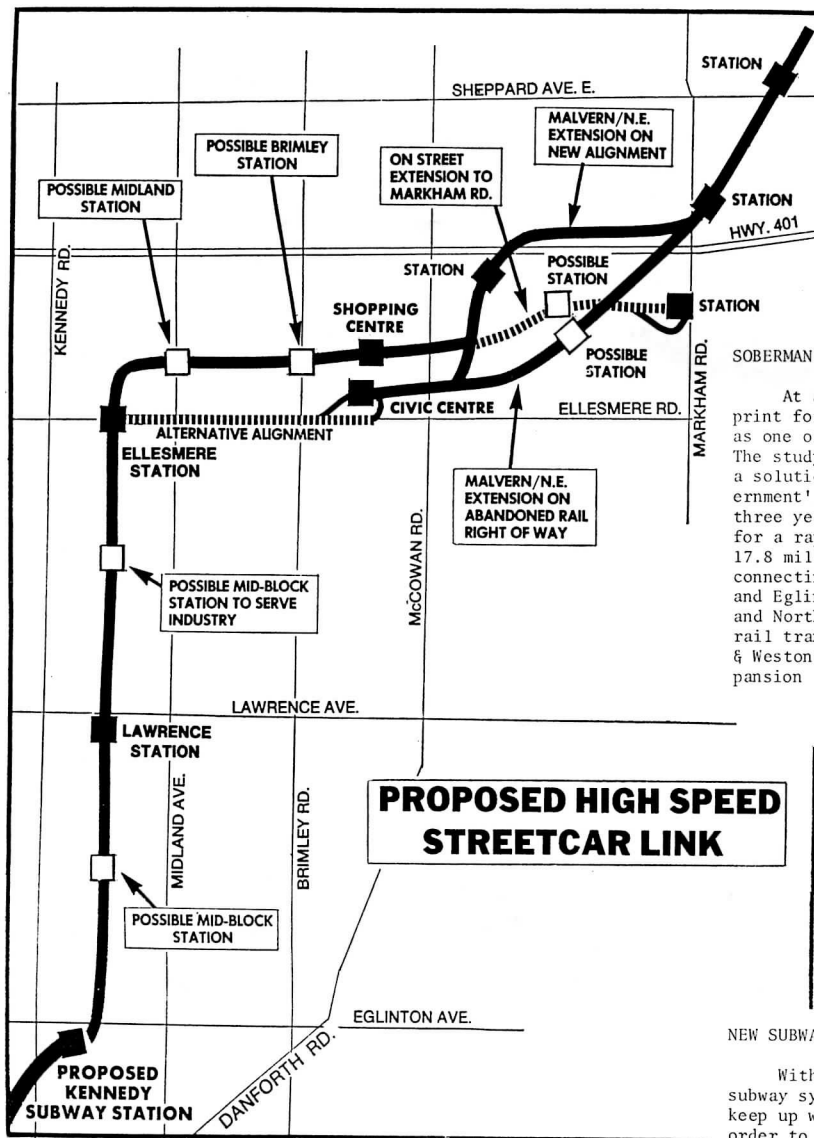 STATION
SHEPPARD AVE. E.
MALVERN/N.E.
EXTENSION ON
NEW ALIGNMENT
POSSIBLE BRIMLEY
STATION
ON STREET
EXTENSION TO
MARKHAM RD.
POSSIBLE MIDLAND
STATION
STATION
HWY. 401
KENNEDY RD.
STATION
POSSIBLE
STATION
SHOPPING
CENTRE
STATION
POSSIBLE
STATION
MARKHAM RD.
CIVIC CENTRE
ELLESMERE RD.
ALTERNATIVE ALIGNMENT
ELLESMERE
STATION
MALVERN/N.E.
EXTENSION ON
ABANDONED RAIL
RIGHT OF WAY
McCOWAN RD.
POSSIBLE MID-BLOCK
STATION TO SERVE
INDUSTRY
LAWRENCE AVE.
LAWRENCE
STATION
MIDLAND AVE.
BRIMLEY RD.
PROPOSED HIGH SPEED
STREETCAR LINK
POSSIBLE MID-BLOCK
STATION
EGLINTON AVE.
DANFORTH RD.
PROPOSED
KENNEDY
SUBWAY STATION
SOBERMAN
At
print fo
as one o
The study
a soluti
ernment'
three ye
for a ra
17.8 mil
connectin
and Eglin
and North
rail tra
& Weston
pansion
NEW SUBWA
With
subway sy
keep up w
order to